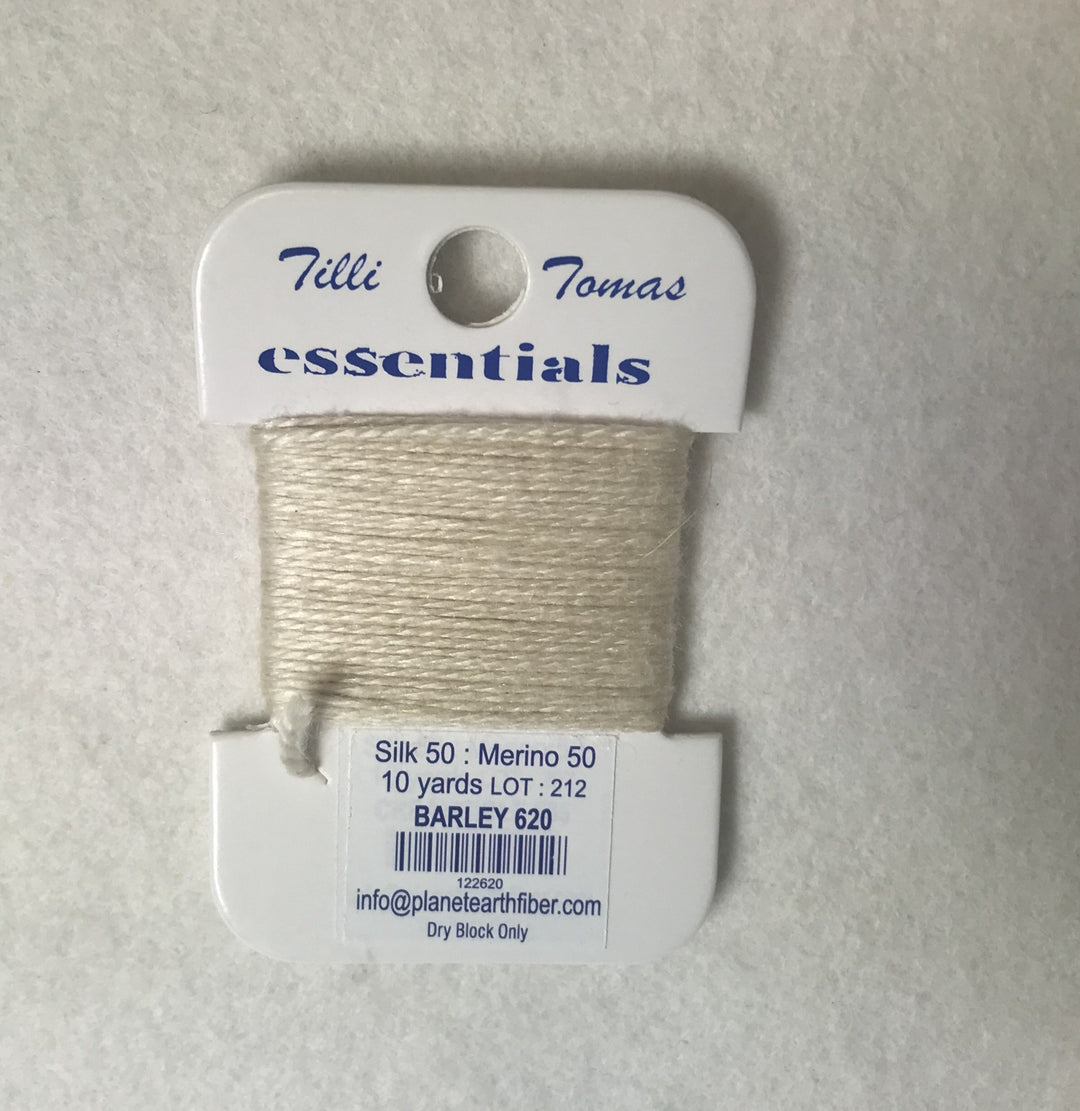 Tilli Tomas
essentials
Silk 50 : Merino 50
10 yards LOT : 212
BARLEY 620
122620
info@planetearthfiber.com
Dry Block Only